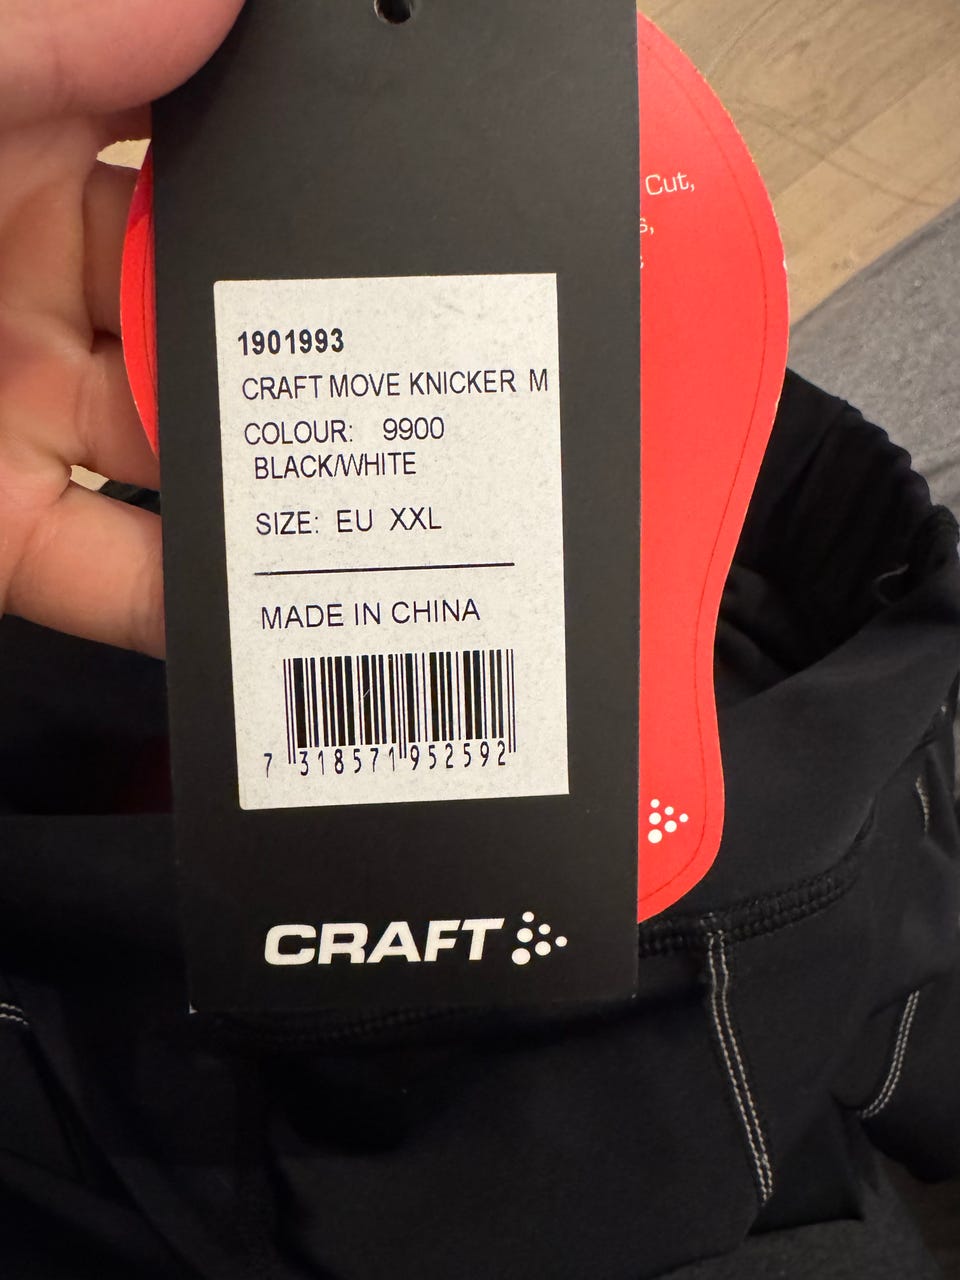 Cut,
s,
1901993
CRAFT MOVE KNICKER M
COLOUR: 9900
BLACK/WHITE
SIZE: EU XXL
MADE IN CHINA
7 318571 952592
CRAFT